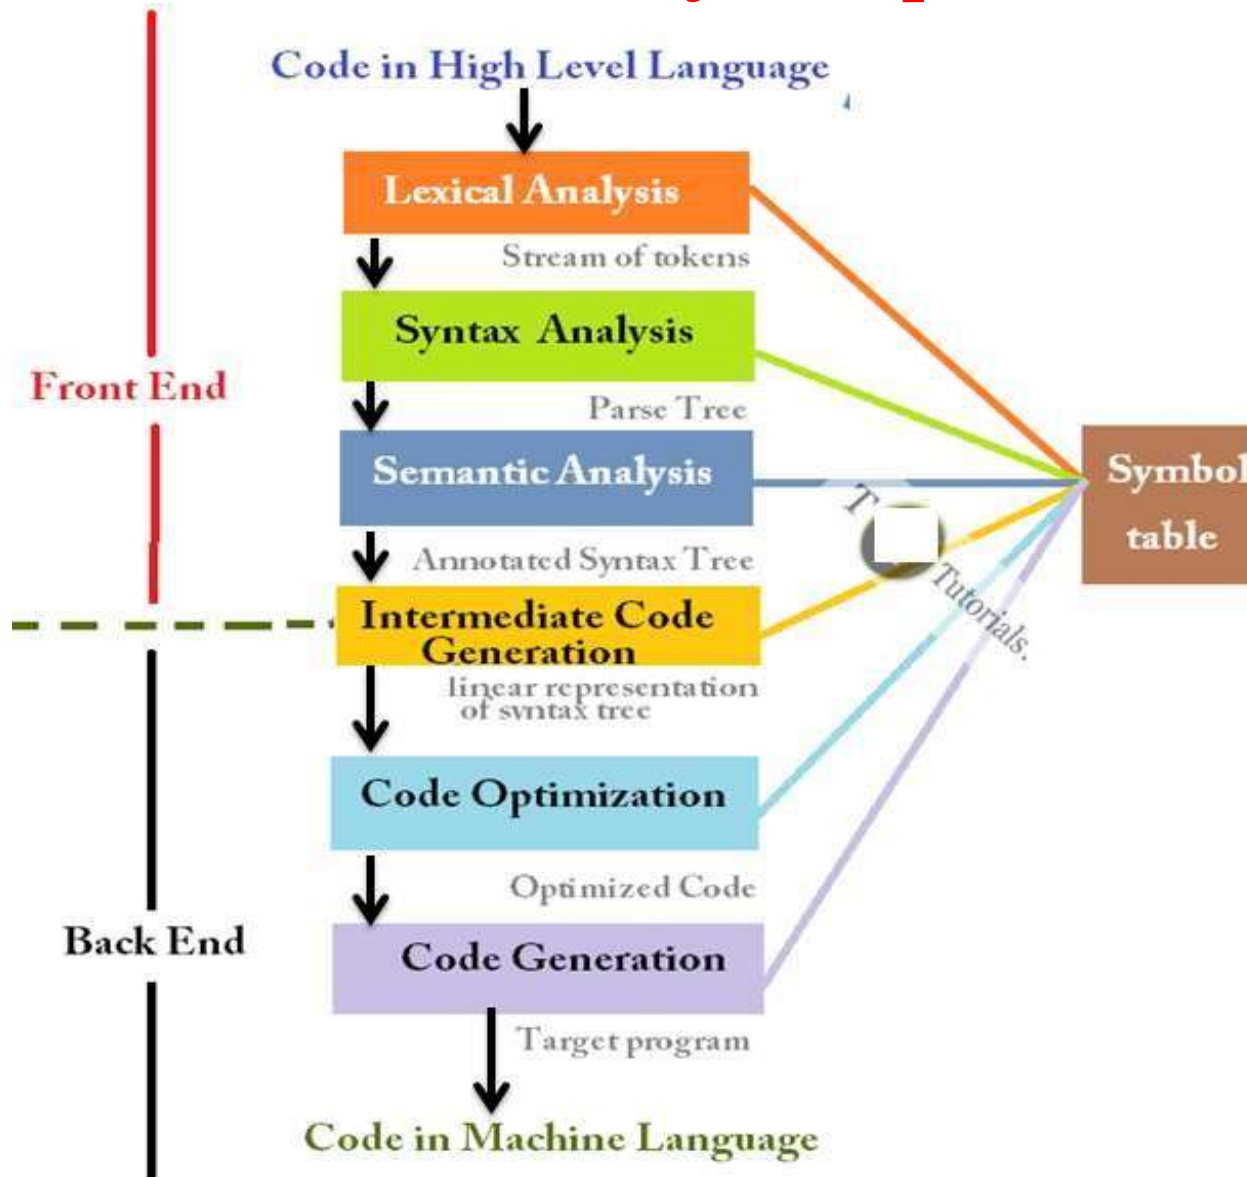 Code in High Level Language
Lexical Analysis
Stream of tokens
Syntax Analysis
Parse Tree
Front End
Semantic Analysis
Symbol
table
T
Annotated Syntax Tree
Tutorials.
Intermediate Code
Generation
linear representation
of syntax tree
Code Optimization
Optimized Code
Back End
Code Generation
Target program
Code in Machine Language